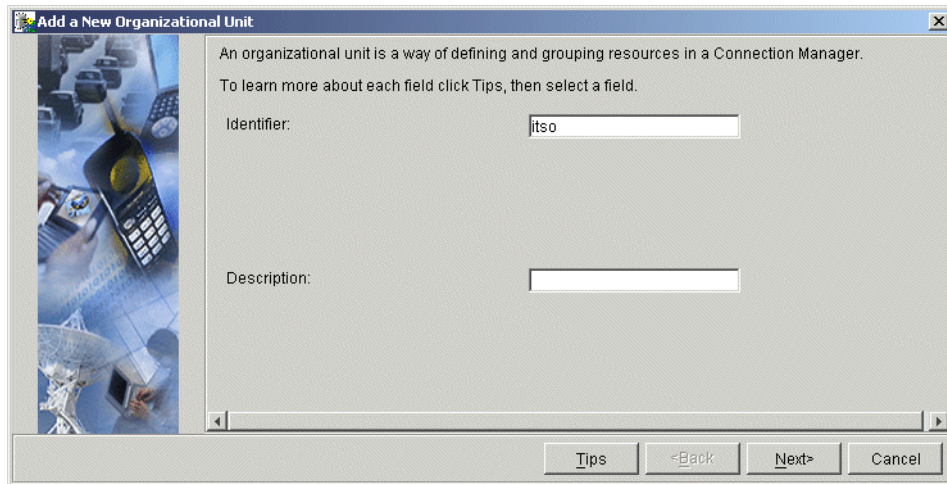 Add a New Organizational Unit
An organizational unit is a way of defining and grouping resources in a Connection Manager.
To learn more about each field click Tips, then select a field.
Identifier:
itso
Description:
Tips
<Back
Next>
Cancel